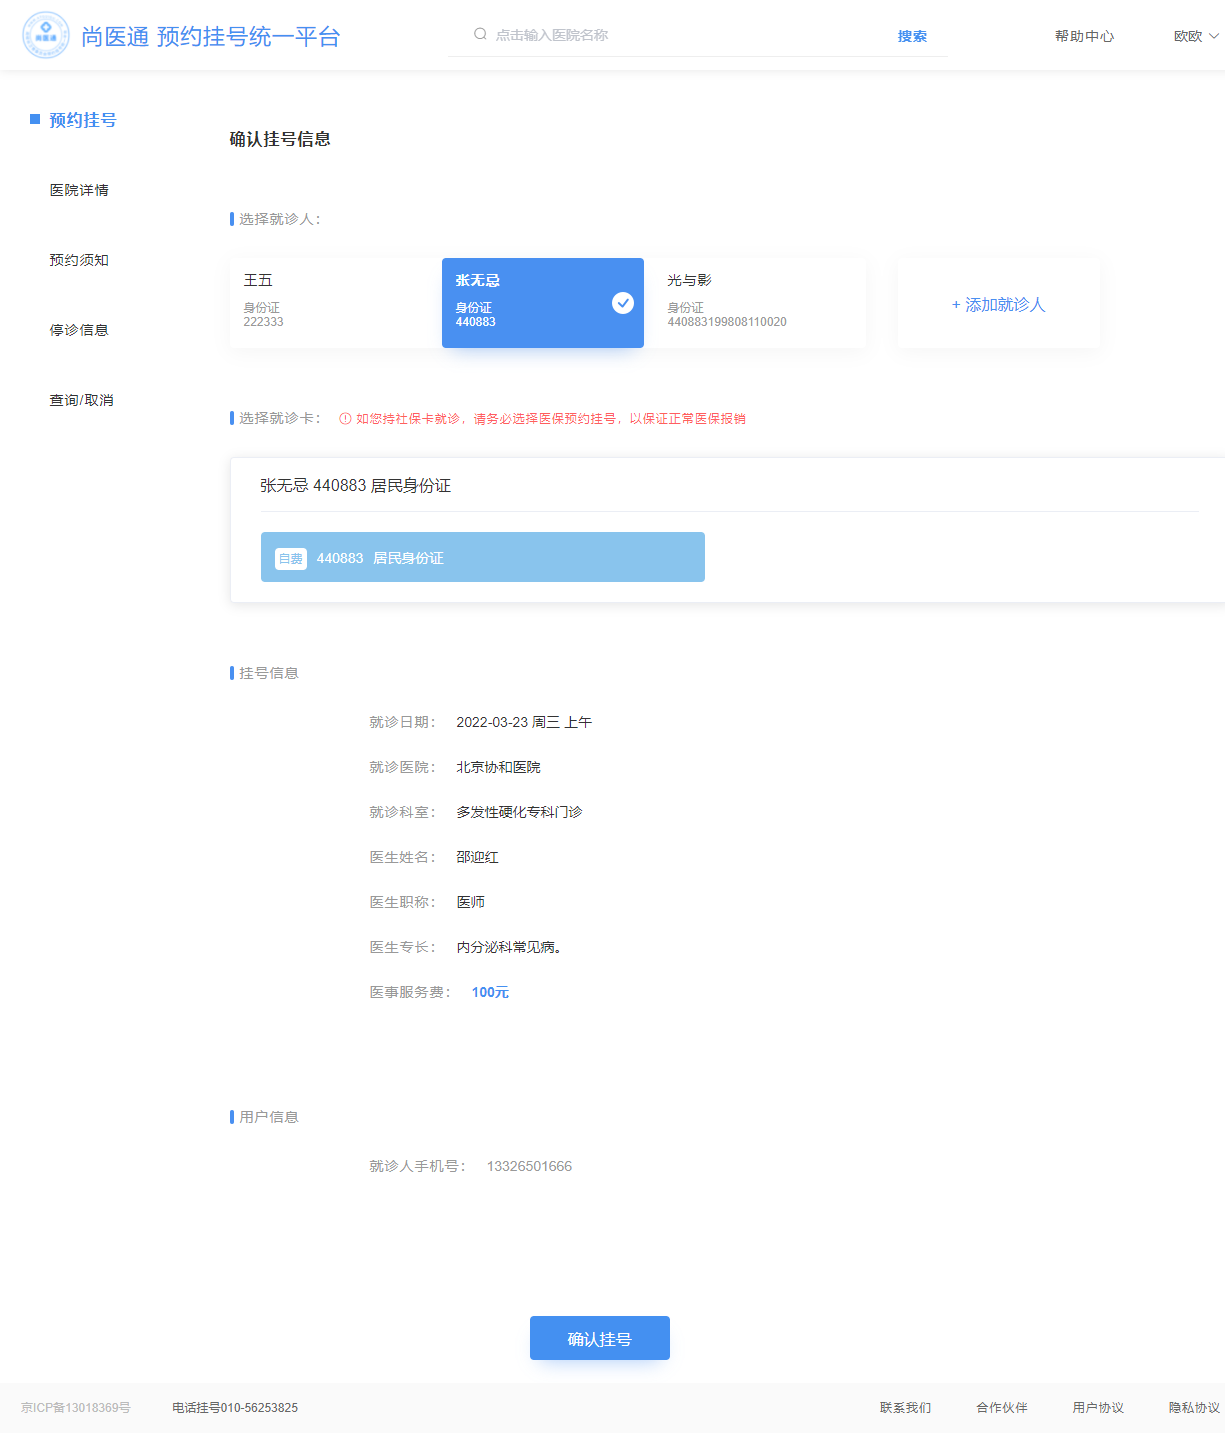 尚医通 预约挂号统一平台
点击输入医院名称
搜索
帮助中心
欧欧
预约挂号
医院详情
预约须知
停诊信息
查询/取消
确认挂号信息
选择就诊人：
王五
身份证
222333
张无忌
身份证
440883
光与影
身份证
440883199808110020
+ 添加就诊人
选择就诊卡：
如您持社保卡就诊，请务必选择医保预约挂号，以保证正常医保报销
张无忌 440883 居民身份证
自费 440883 居民身份证
挂号信息
就诊日期： 2022-03-23 周三 上午
就诊医院： 北京协和医院
就诊科室： 多发性硬化专科门诊
医生姓名： 邵迎红
医生职称： 医师
医生专长： 内分泌科常见病。
医事服务费： 100元
用户信息
就诊人手机号： 13326501666
确认挂号
京ICP备13018369号
电话挂号010-56253825
联系我们
合作伙伴
用户协议
隐私协议